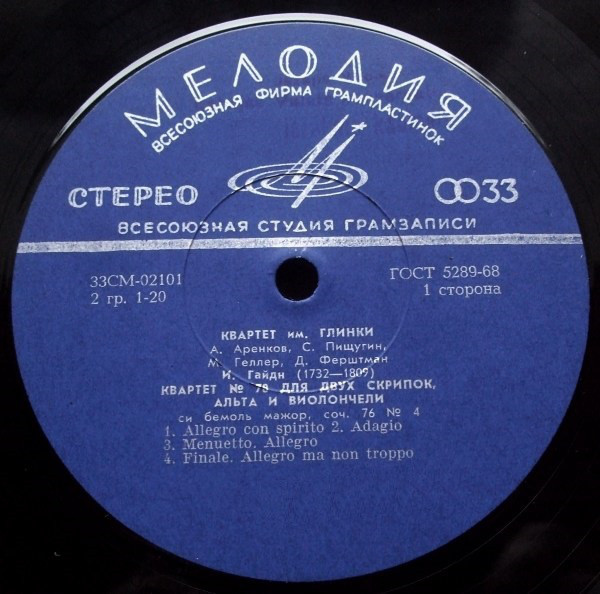 МЕЛОДИЯ
ВСЕСОЮЗНАЯ ФИРМА ГРАМПЛАСТИНОК
СТЕРЕО
33
ВСЕСОЮЗНАЯ СТУДИЯ ГРАМЗАПИСИ
33СМ-02101
ГОСТ 5289-68
2 гр. 1-20
1 сторона
КВАРТЕТ им. ГЛИНКИ
А. Аренков, С. Пищугин,
М. Геллер, Д. Ферштман
И. Гайдн (1732—1809)
КВАРТЕТ № 78 ДЛЯ ДВУХ СКРИПОК,
АЛЬТА И ВИОЛОНЧЕЛИ
си бемоль мажор, соч. 76 № 4
1. Allegro con spirito 2. Adagio
3. Menuetto. Allegro
4. Finale. Allegro ma non troppo